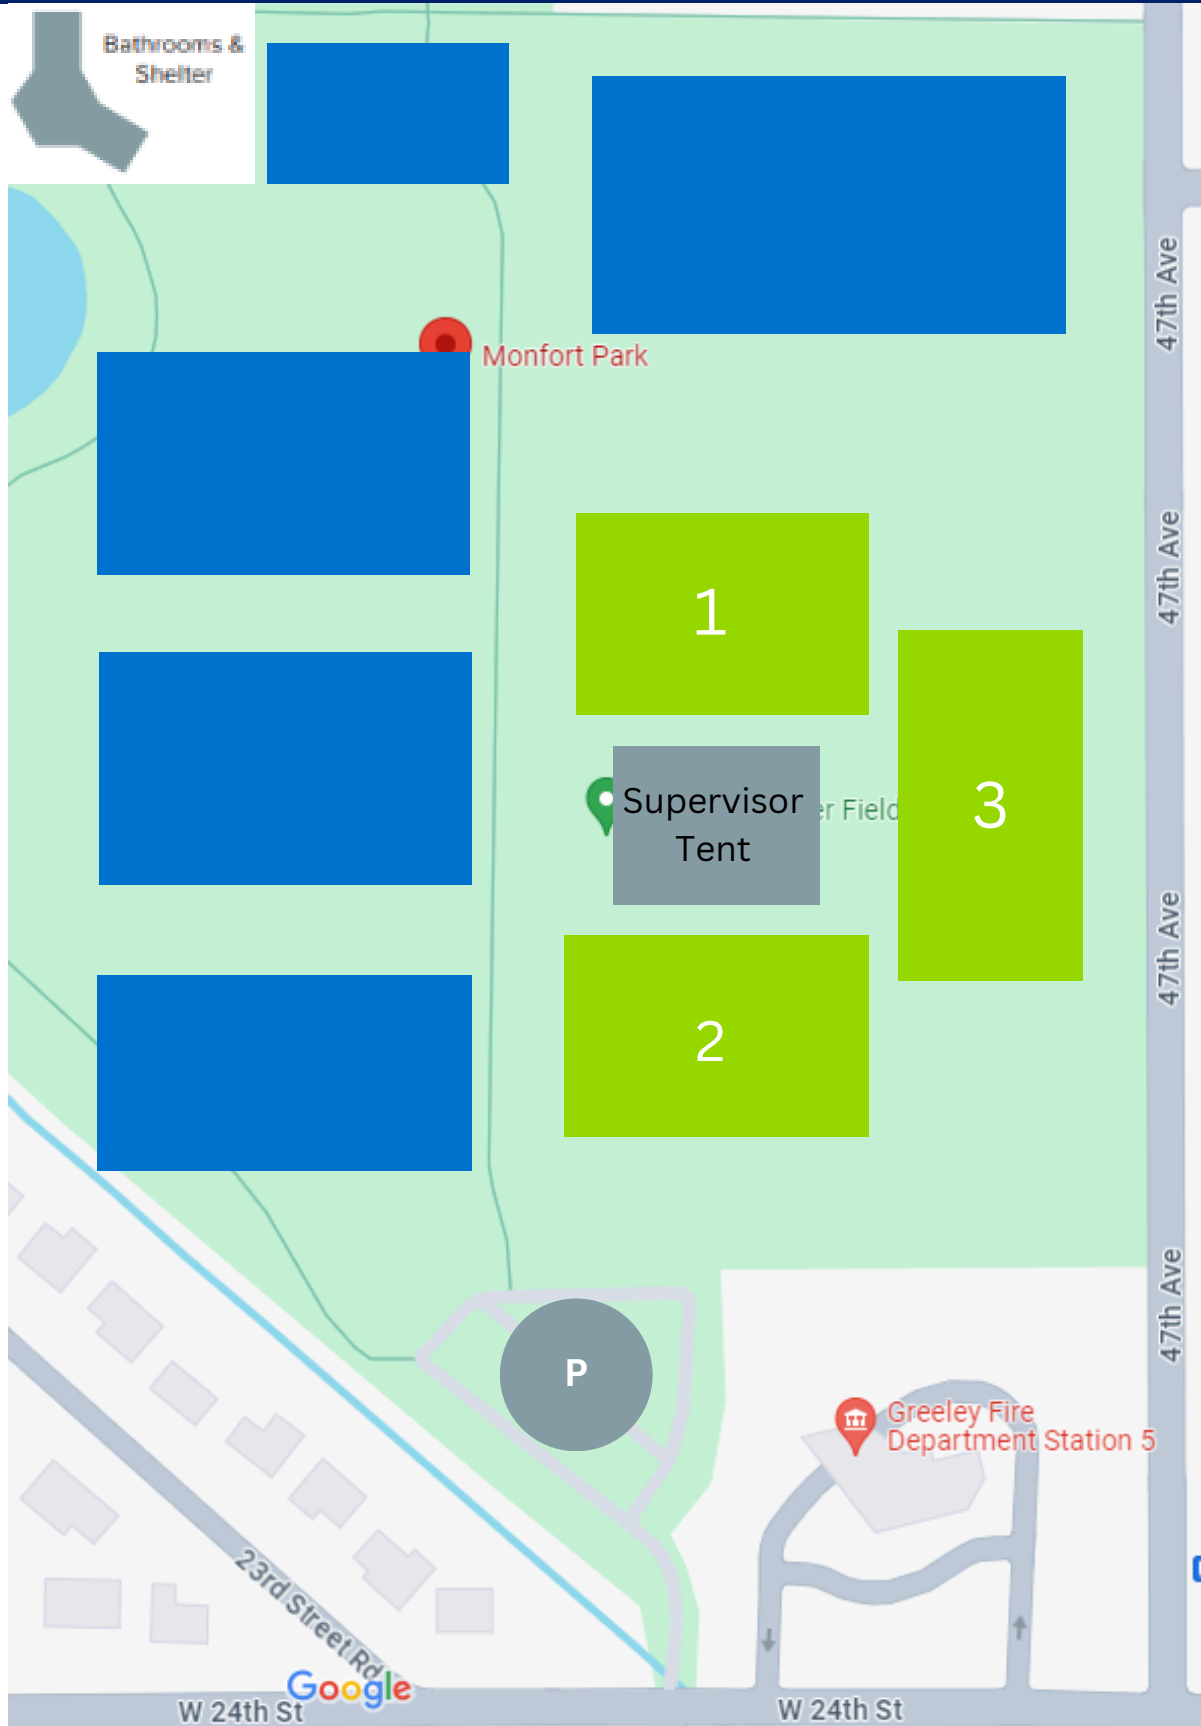 Bathrooms &
Shelter
47th Ave
Monfort Park
47th Ave
1
3
Supervisor
Tent
er Field
47th Ave
2
47th Ave
P
Greeley Fire
Department Station 5
23rd Street Rd
Google
W 24th St
W 24th St